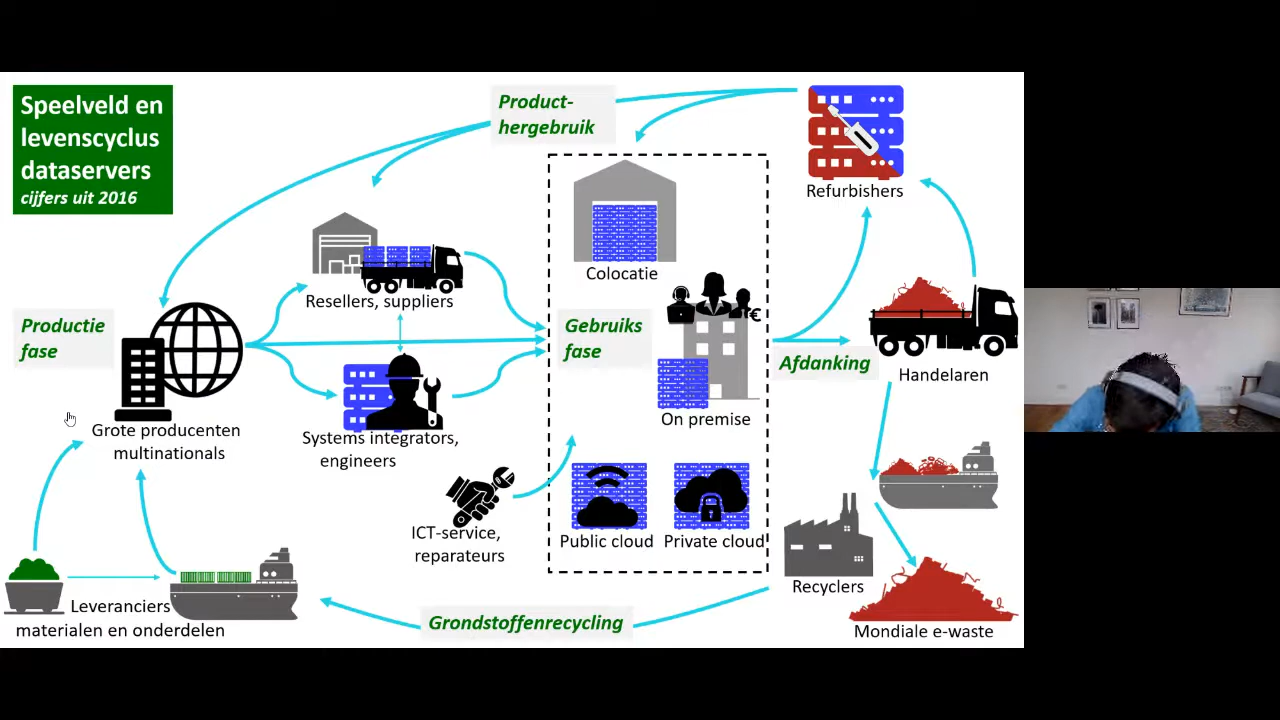 Speelveld en
levenscyclus
dataservers
cijfers uit 2016
Product-
hergebruik
Refurbishers
Colocatie
Resellers, suppliers
Productie
fase
Gebruiks
fase
€
Afdanking
Handelaren
On premise
Grote producenten
multinationals
Systems integrators,
engineers
ICT-service,
reparateurs
Public cloud
Private cloud
Recyclers
Leveranciers
materialen en onderdelen
Grondstoffenrecycling
Mondiale e-waste